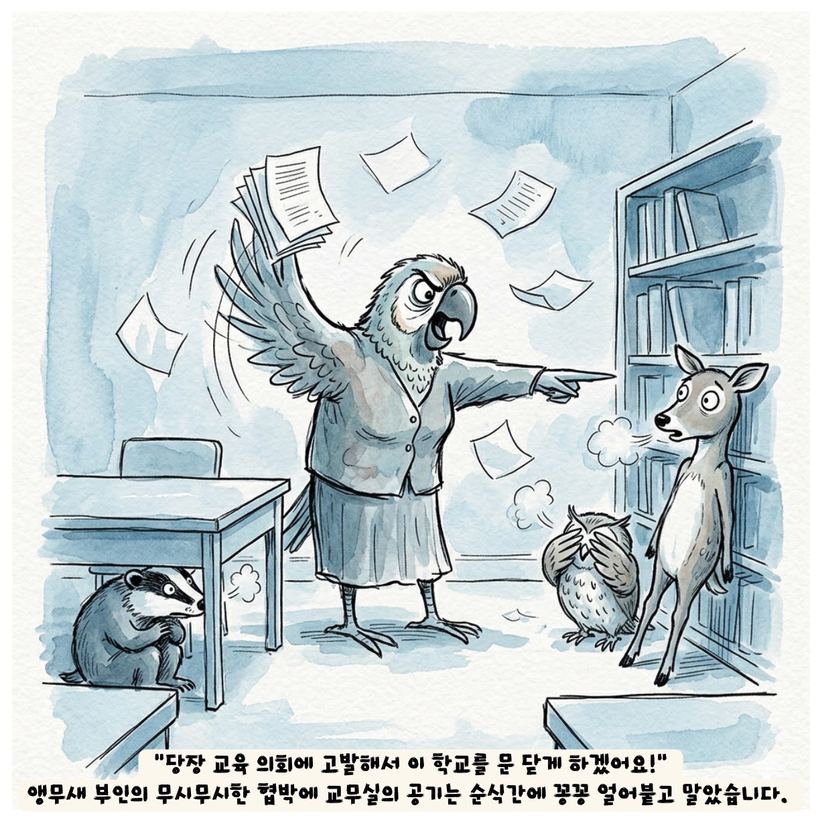 "당장 교육 의회에 고발해서 이 학교를 문 닫게 하겠어요!"
앵무새 부인의 무시무시한 협박에 교무실의 공기는 순식간에 꽁꽁 얼어붙고 말았습니다.